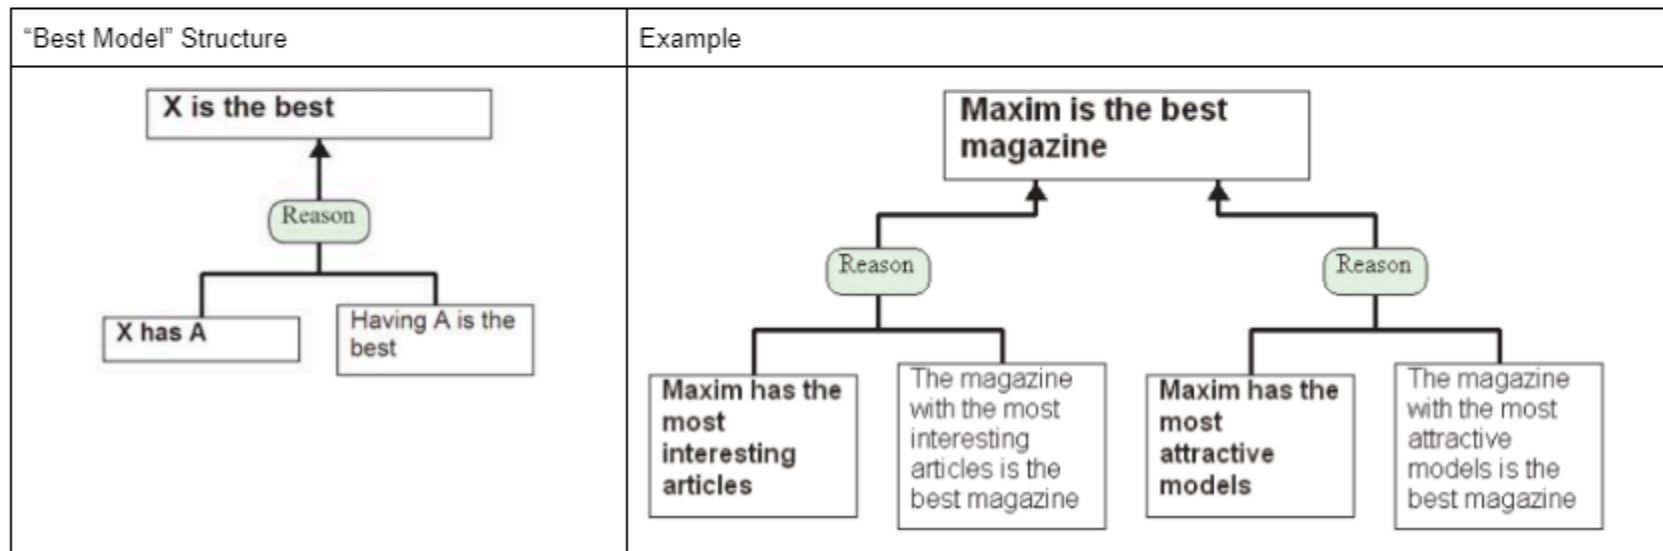 “Best Model” Structure
Example
X is the best
Reason
X has A
Having A is the
best
Maxim is the best
magazine
Reason
Reason
Maxim has the
most
interesting
articles
The magazine
with the most
interesting
articles is the
best magazine
Maxim has the
most
attractive
models
The magazine
with the most
attractive
models is the
best magazine